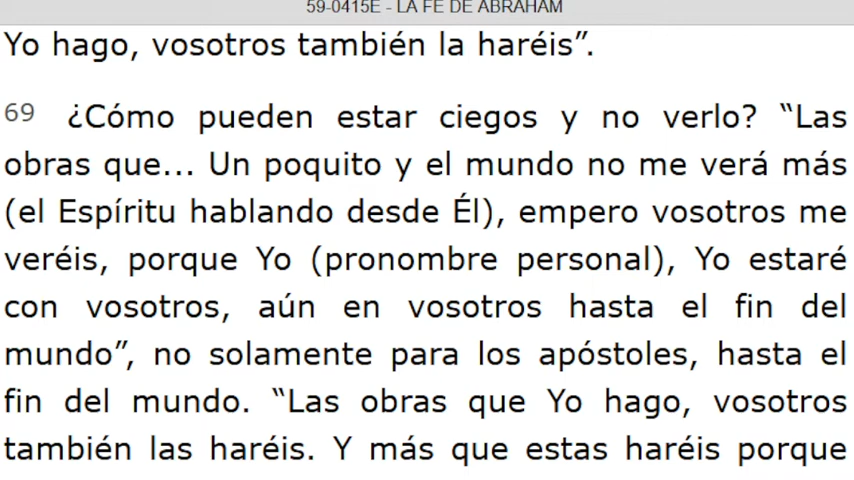 59-0415E - LA FE DE ABRAHAM
Yo hago, vosotros también la haréis”.
69 ¿Cómo pueden estar ciegos y no verlo? “Las
obras que... Un poquito y el mundo no me verá más
(el Espíritu hablando desde Él), empero vosotros me
veréis, porque Yo (pronombre personal), Yo estaré
con vosotros, aún en vosotros hasta el fin del
mundo”, no solamente para los apóstoles, hasta el
fin del mundo. “Las obras que Yo hago, vosotros
también las haréis. Y más que estas haréis porque